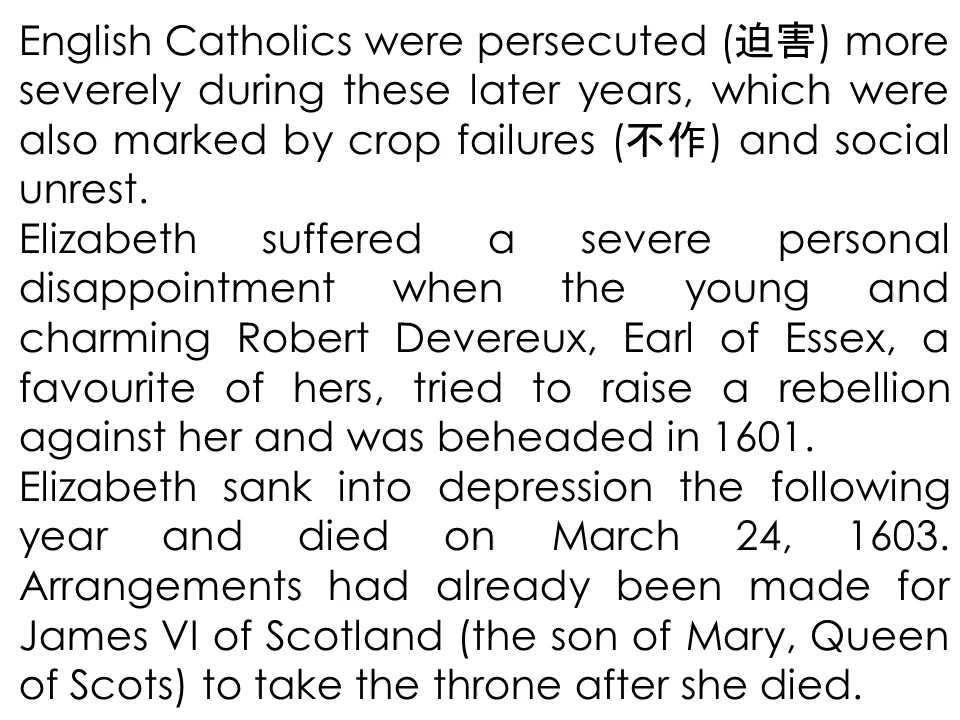 English Catholics were persecuted (迫害) more
severely during these later years, which were
also marked by crop failures (不作) and social
unrest.
Elizabeth suffered a severe personal
disappointment when the young and
charming Robert Devereux, Earl of Essex, a
favourite of hers, tried to raise a rebellion
against her and was beheaded in 1601.
Elizabeth sank into depression the following
year and died on March 24, 1603.
Arrangements had already been made for
James VI of Scotland (the son of Mary, Queen
of Scots) to take the throne after she died.